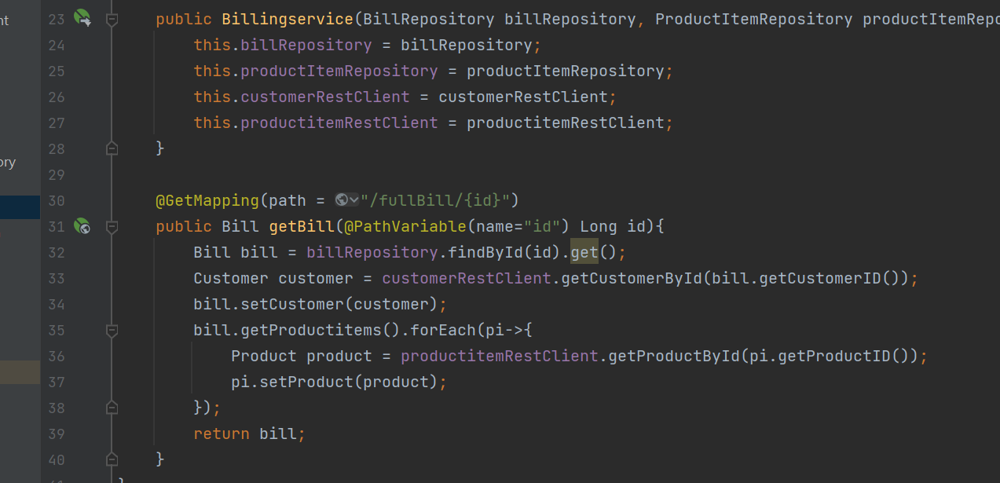 nt
ory
23 public Billingservice(BillRepository billRepository, ProductItemRepository productItemRepo
24 this.billRepository = billRepository;
25 this.productItemRepository = productItemRepository;
26 this.customerRestClient = customerRestClient;
27 this.productitemRestClient = productitemRestClient;
28 }
29
30 @GetMapping(path = "/fullBill/{id}")
31 public Bill getBill(@PathVariable(name="id") Long id){
32 Bill bill = billRepository.findById(id).get();
33 Customer customer = customerRestClient.getCustomerById(bill.getCustomerID());
34 bill.setCustomer(customer);
35 bill.getProductitems().forEach(pi->{
36 Product product = productitemRestClient.getProductById(pi.getProductID());
37 pi.setProduct(product);
38 });
39 return bill;
40 }